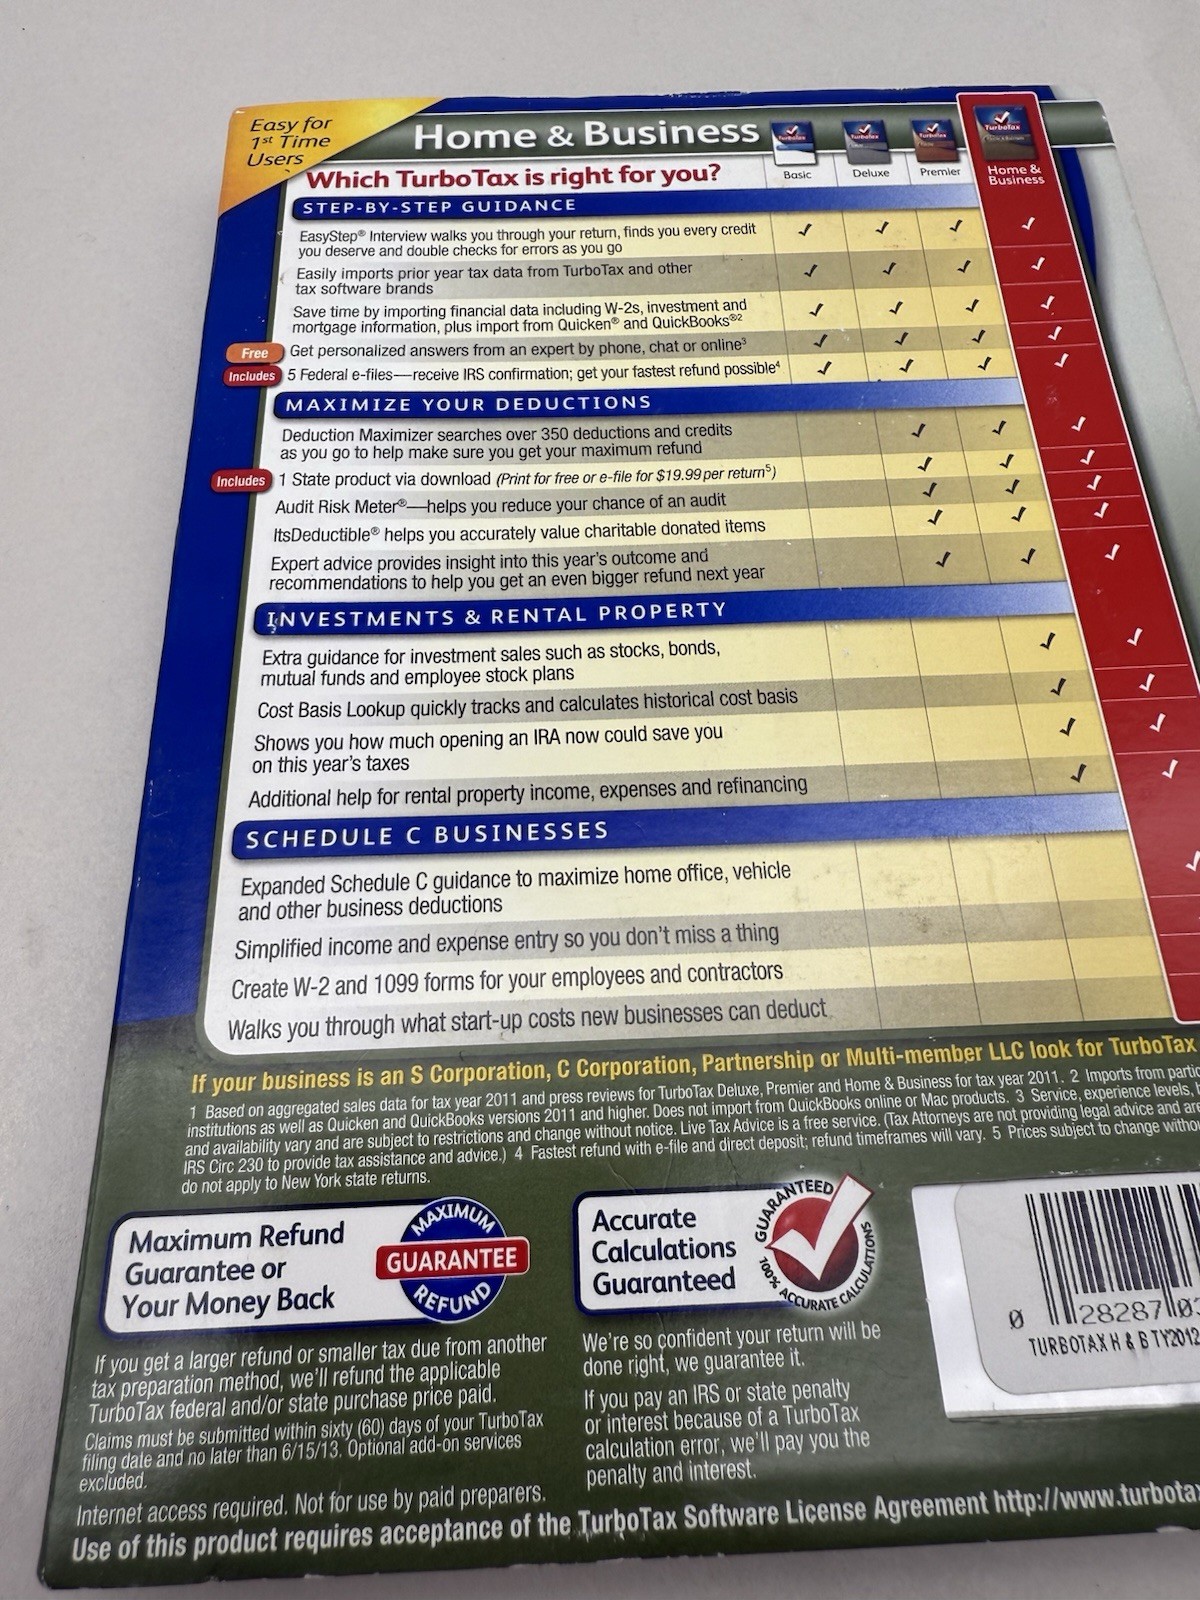 Easy for
1st Time
Users
Home & Business
TurboTax
TurboTax
TurboTax
TurboTax
Which TurboTax is right for you?
Basic
Deluxe
Premier
Home &
Business
STEP-BY-STEP GUIDANCE
EasyStep® Interview walks you through your return, finds you every credit
you deserve and double checks for errors as you go
Easily imports prior year tax data from TurboTax and other
tax software brands
Save time by importing financial data including W-2s, investment and
mortgage information, plus import from Quicken® and QuickBooks®2
Free
Get personalized answers from an expert by phone, chat or online3
Includes
5 Federal e-files—receive IRS confirmation; get your fastest refund possible4
MAXIMIZE YOUR DEDUCTIONS
Deduction Maximizer searches over 350 deductions and credits
as you go to help make sure you get your maximum refund
Includes
1 State product via download (Print for free or e-file for $19.99 per return5)
Audit Risk Meter®—helps you reduce your chance of an audit
ItsDeductible® helps you accurately value charitable donated items
Expert advice provides insight into this year's outcome and
recommendations to help you get an even bigger refund next year
INVESTMENTS & RENTAL PROPERTY
Extra guidance for investment sales such as stocks, bonds,
mutual funds and employee stock plans
Cost Basis Lookup quickly tracks and calculates historical cost basis
Shows you how much opening an IRA now could save you
on this year's taxes
Additional help for rental property income, expenses and refinancing
SCHEDULE C BUSINESSES
Expanded Schedule C guidance to maximize home office, vehicle
and other business deductions
Simplified income and expense entry so you don't miss a thing
Create W-2 and 1099 forms for your employees and contractors
Walks you through what start-up costs new businesses can deduct
If your business is an S Corporation, C Corporation, Partnership or Multi-member LLC look for TurboTax
1 Based on aggregated sales data for tax year 2011 and press reviews for TurboTax Deluxe, Premier and Home & Business for tax year 2011. 2 Imports from
institutions as well as Quicken and QuickBooks versions 2011 and higher. Does not import from QuickBooks online or Mac products. 3 Service, experience levels,
and availability vary and are subject to restrictions and change without notice. Live Tax Advice is a free service. (Tax Attorneys are not providing legal advice and
IRS Circ 230 to provide tax assistance and advice.) 4 Fastest refund with e-file and direct deposit; refund timeframes will vary. 5 Prices subject to change
do not apply to New York state returns.
Maximum Refund
Guarantee or
Your Money Back
MAXIMUM
GUARANTEE
REFUND
Accurate
Calculations
Guaranteed
GUARANTEED
100% ACCURATE CALCULATIONS
If you get a larger refund or smaller tax due from another
tax preparation method, we'll refund the applicable
TurboTax federal and/or state purchase price paid.
Claims must be submitted within sixty (60) days of your TurboTax
filing date and no later than 6/15/13. Optional add-on services
excluded.
We're so confident your return will be
done right, we guarantee it.
If you pay an IRS or state penalty
or interest because of a TurboTax
calculation error, we'll pay you the
penalty and interest.
0 28287 03
TURBOTAX H & B TY2012
Internet access required. Not for use by paid preparers.
Use of this product requires acceptance of the TurboTax Software License Agreement http://www.turbota